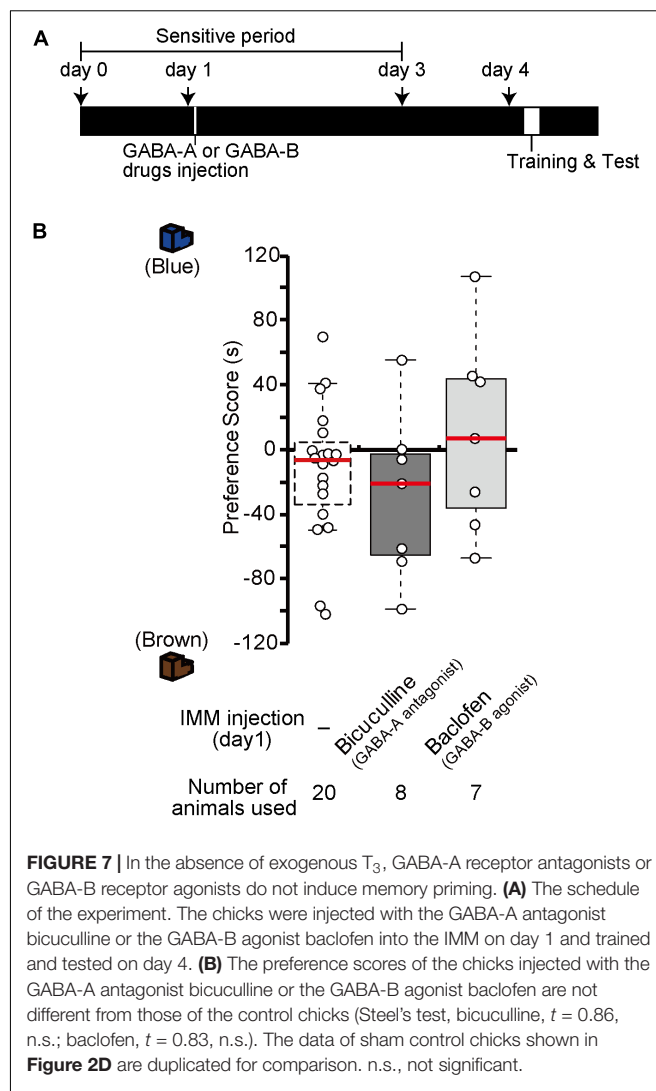 A
Sensitive period
day 0 day 1 day 3 day 4
GABA-A or GABA-B
drugs injection
Training & Test
B
(Blue)
120
80
40
0
-40
-80
-120
Preference Score (s)
(Brown)
IMM injection
(day1)
–
Bicuculline
(GABA-A antagonist)
Baclofen
(GABA-B agonist)
Number of
animals used
20 8 7
FIGURE 7 | In the absence of exogenous T3, GABA-A receptor antagonists or
GABA-B receptor agonists do not induce memory priming. (A) The schedule
of the experiment. The chicks were injected with the GABA-A antagonist
bicuculline or the GABA-B agonist baclofen into the IMM on day 1 and trained
and tested on day 4. (B) The preference scores of the chicks injected with the
GABA-A antagonist bicuculline or the GABA-B agonist baclofen are not
different from those of the control chicks (Steel's test, bicuculline, t = 0.86,
n.s.; baclofen, t = 0.83, n.s.). The data of sham control chicks shown in
Figure 2D are duplicated for comparison. n.s., not significant.